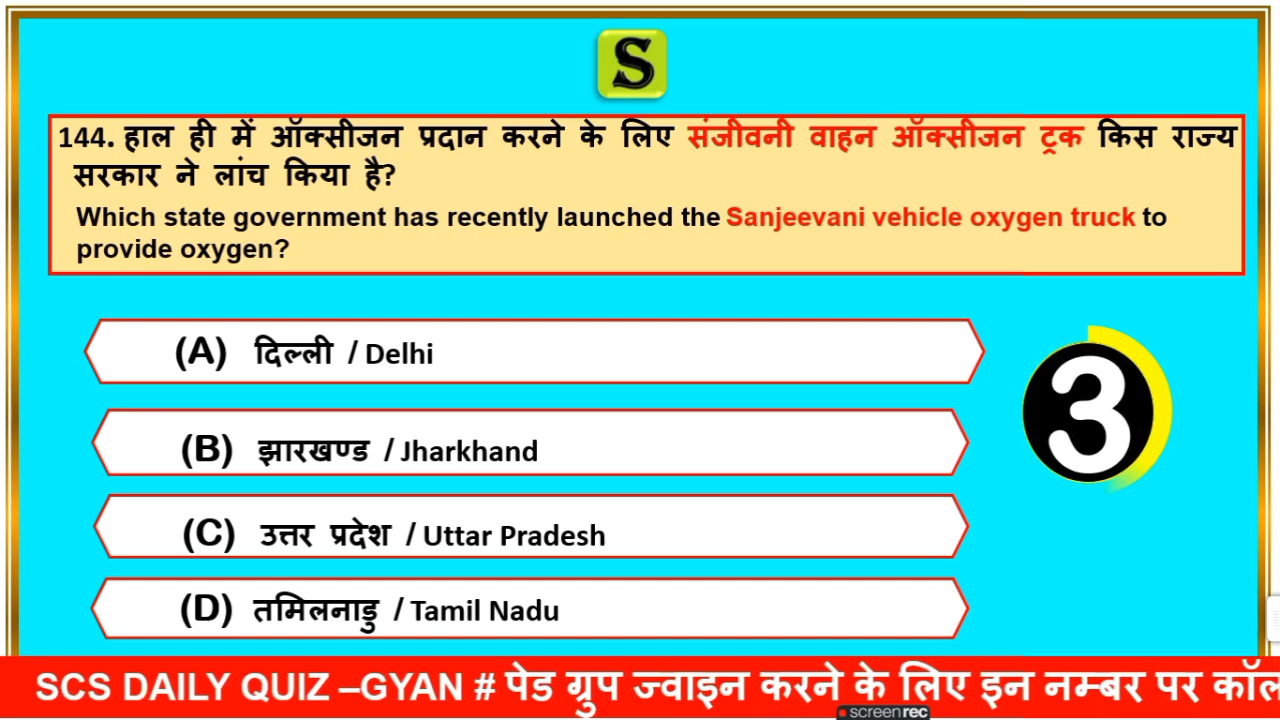 S
144. हाल ही में ऑक्सीजन प्रदान करने के लिए संजीवनी वाहन ऑक्सीजन ट्रक किस राज्य
सरकार ने लांच किया है?
Which state government has recently launched the Sanjeevani vehicle oxygen truck to
provide oxygen?
(A) दिल्ली / Delhi
3
(B) झारखण्ड / Jharkhand
(C) उत्तर प्रदेश / Uttar Pradesh
(D) तमिलनाडु / Tamil Nadu
SCS DAILY QUIZ –GYAN # पेड ग्रुप ज्वाइन करने के लिए इन नम्बर पर
screenrec